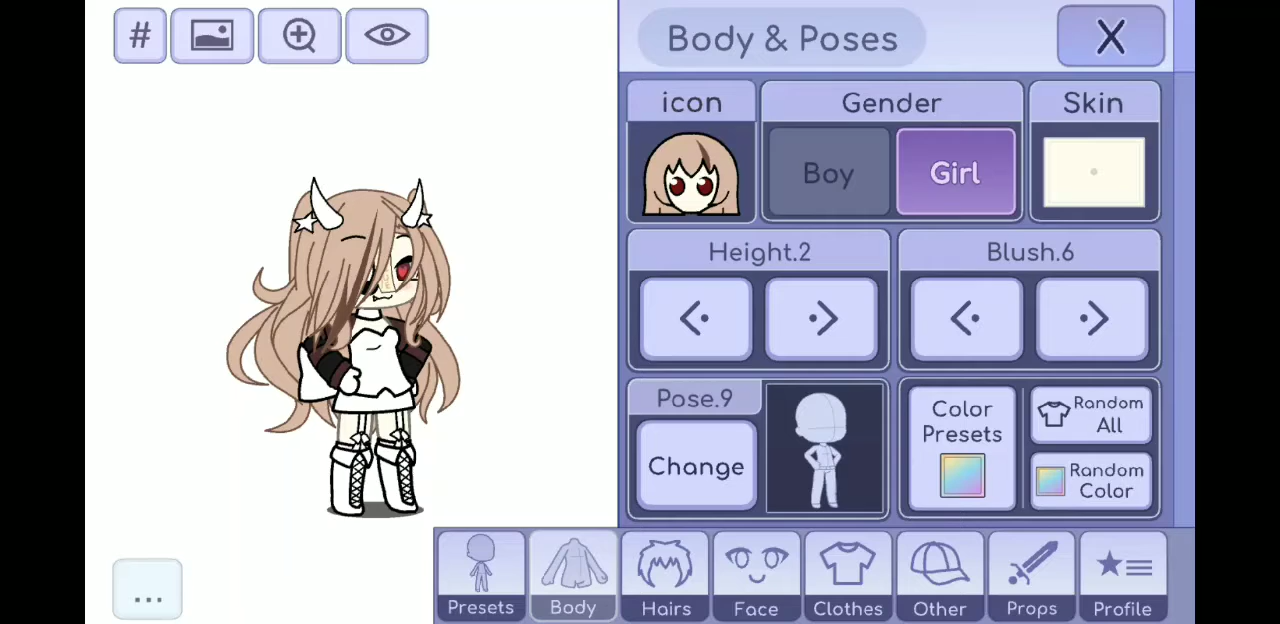 #
Body & Poses
X
icon
Gender
Skin
Boy
Girl
Height.2
Blush.6
Pose.9
Change
Color
Presets
Random
All
Random
Color
...
Presets
Body
Hairs
Face
Clothes
Other
Props
Profile